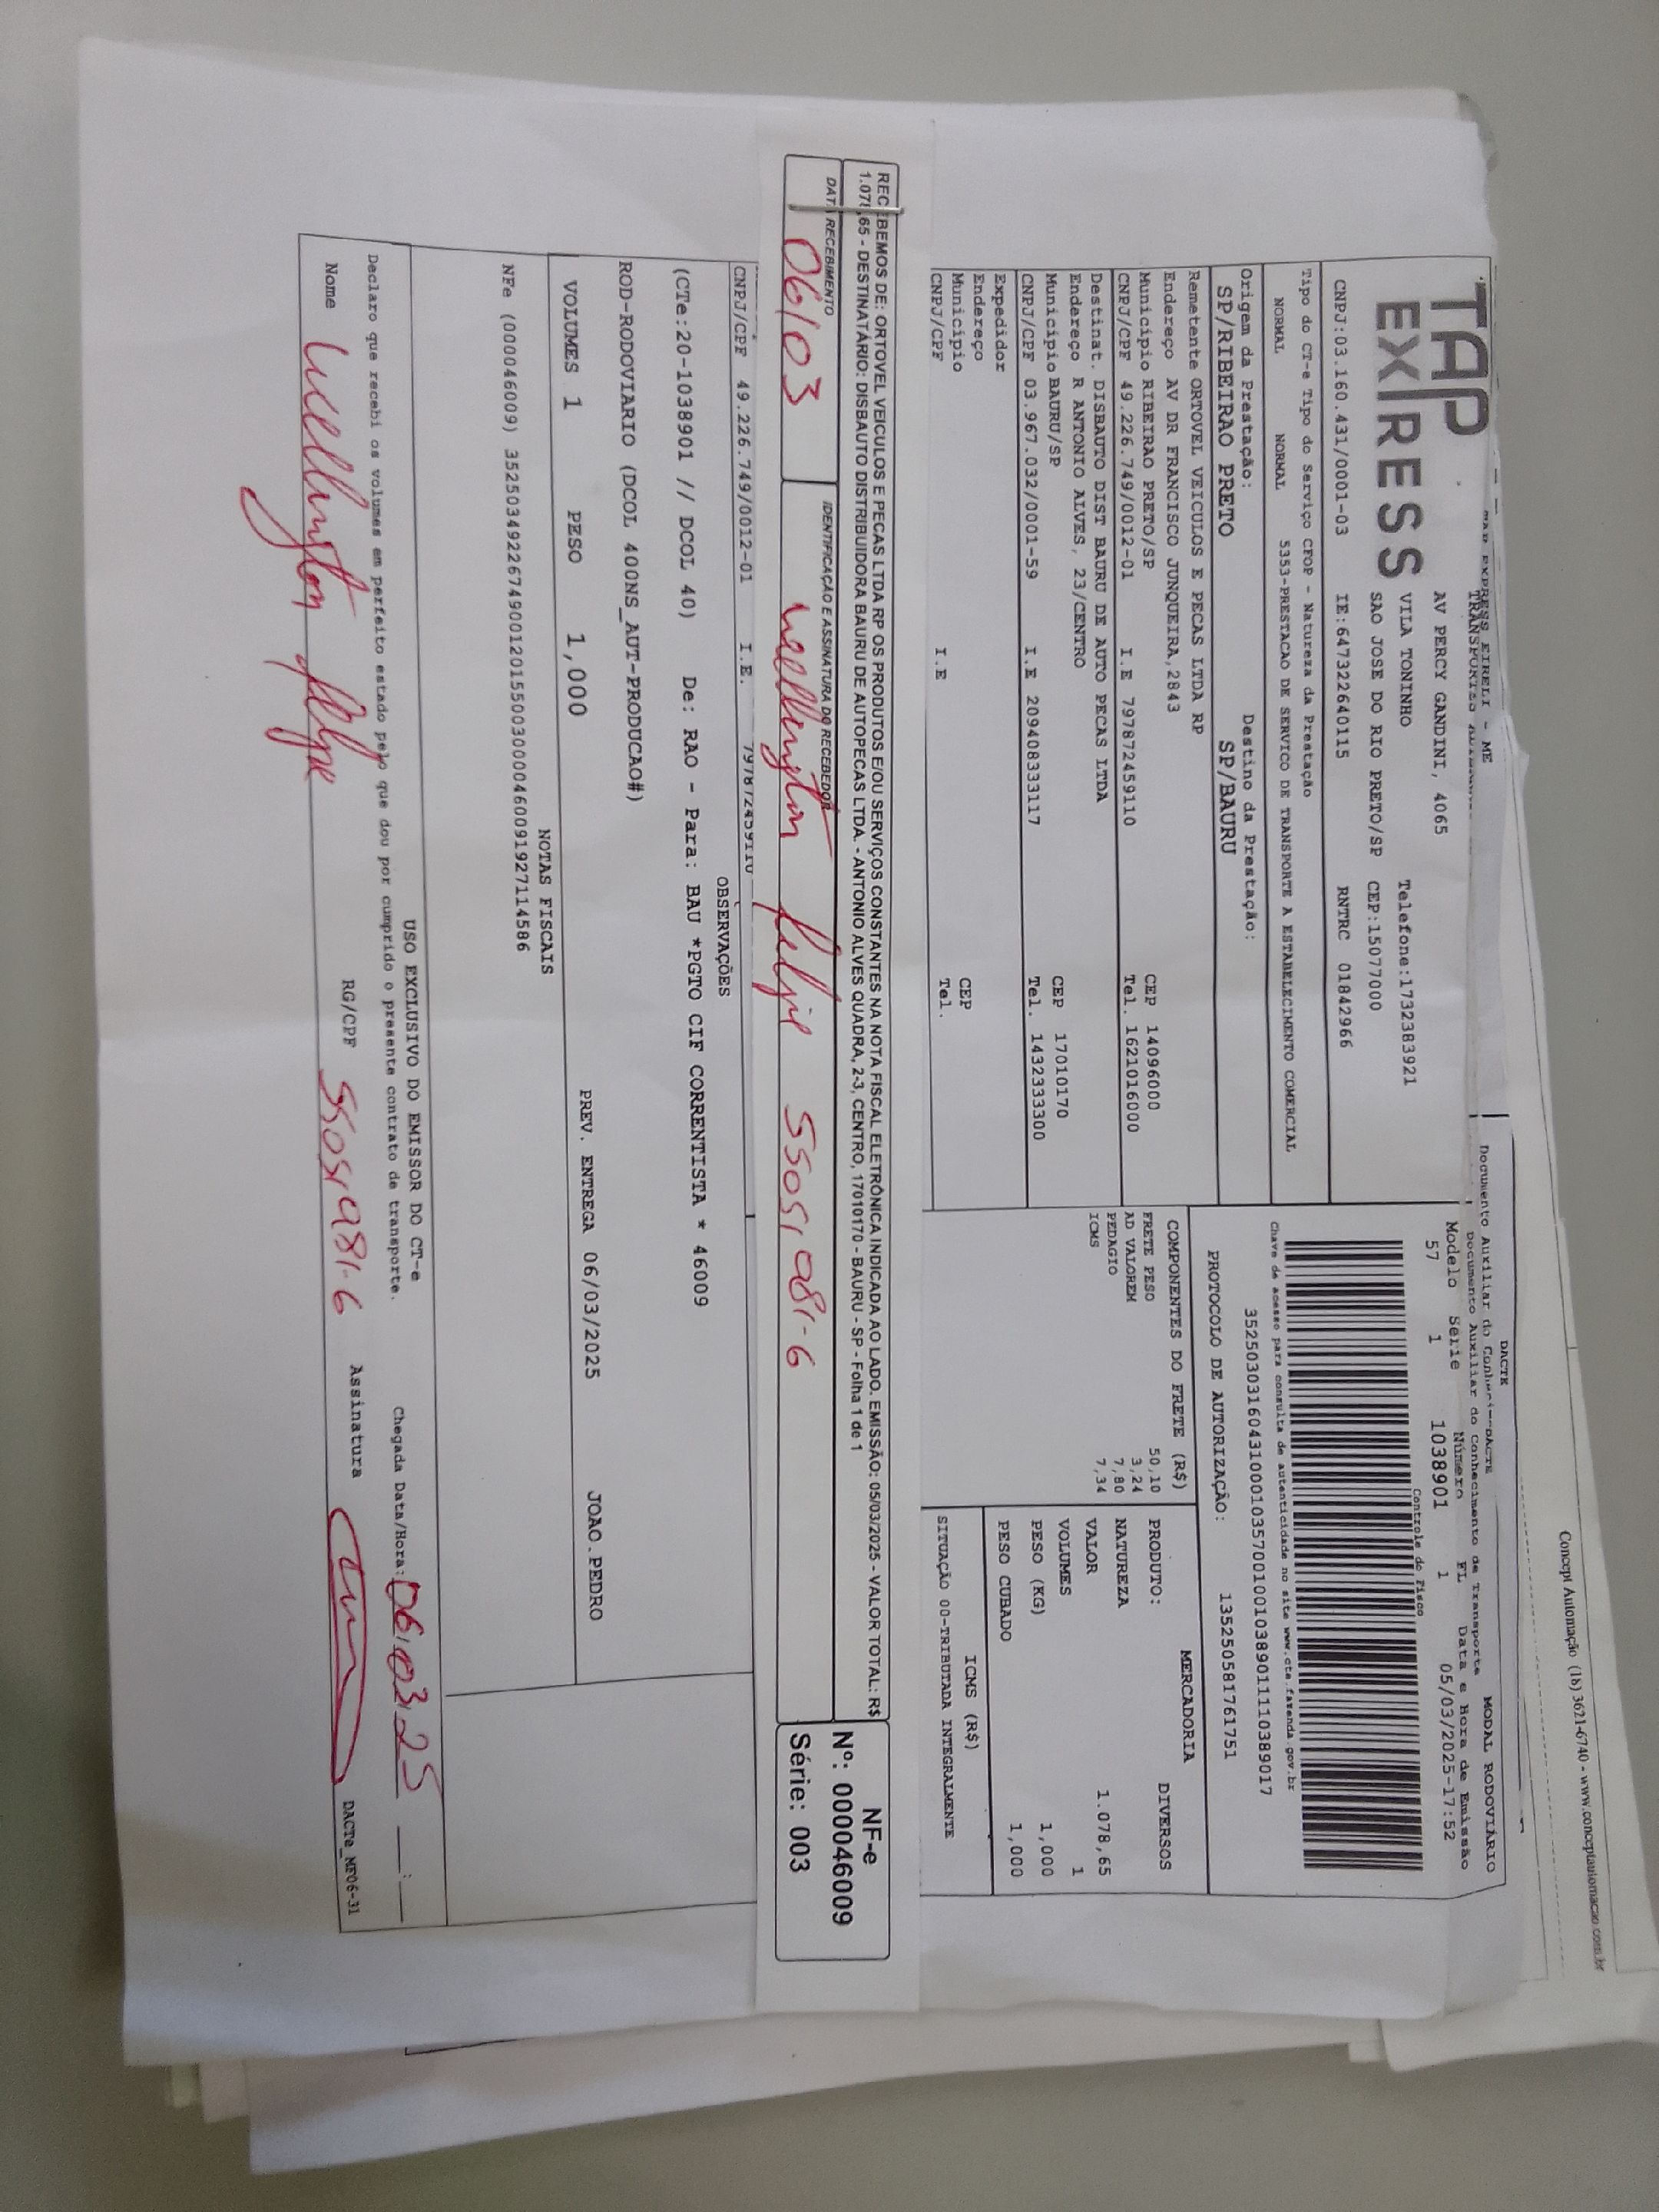 Concept Automação (16) 3621-6740 - www.conceptautomacao.com.br
DACTE
TAP EXPRESS EIRELI - ME
Documento Auxiliar do Conhecimento de Transporte
MODAL RODOVIÁRIO
TAP EXPRESS
AV PERCY GANDINI, 4065
VILA TONINHO Telefone:1732383921
SAO JOSE DO RIO PRETO/SP CEP:15077000
CNPJ:03.160.431/0001-03 IE:647322640115 RNTRC 01842966
Modelo Série Número FL Data e Hora de Emissão
57 1 1038901 1 05/03/2025-17:52
Controle do Fisco
Tipo do CT-e Tipo do Serviço CFOP - Natureza da Prestação
NORMAL NORMAL 5353-PRESTACAO DE SERVICO DE TRANSPORTE A ESTABELECIMENTO COMERCIAL
Chave de acesso para consulta de autenticidade no site www.cte.fazenda.gov.br
Origem da Prestação: Destino da Prestação:
SP/RIBEIRAO PRETO SP/BAURU
PROTOCOLO DE AUTORIZAÇÃO: 135250581761751
Remetente ORTOVEL VEICULOS E PECAS LTDA RP
Endereço AV DR FRANCISCO JUNQUEIRA,2843
Município RIBEIRAO PRETO/SP CEP 14096000
CNPJ/CPF 49.226.749/0012-01 I.E 797872459110 Tel. 1621016000
Destinat. DISBAUTO DIST BAURU DE AUTO PECAS LTDA
Endereço R ANTONIO ALVES, 23/CENTRO
Município BAURU/SP CEP 17010170
CNPJ/CPF 03.967.032/0001-59 I.E 209408333117 Tel. 1432333300
Expedidor
Endereço
Município CEP
CNPJ/CPF I.E Tel.
COMPONENTES DO FRETE (R$)
FRETE PESO 50,10
AD VALOREM 3,24
PEDAGIO 7,80
ICMS 7,34
MERCADORIA
PRODUTO: DIVERSOS
NATUREZA
VALOR 1.078,65
VOLUMES 1
PESO (KG) 1,000
PESO CUBADO 1,000
ICMS (R$)
SITUAÇÃO 00-TRIBUTADA INTEGRALMENTE
RECEBEMOS DE: ORTOVEL VEICULOS E PECAS LTDA RP OS PRODUTOS E/OU SERVIÇOS CONSTANTES NA NOTA FISCAL ELETRÔNICA INDICADA AO LADO. EMISSÃO: 05/03/2025 - VALOR TOTAL: R$
1.078,65 - DESTINATÁRIO: DISBAUTO DISTRIBUIDORA BAURU DE AUTOPECAS LTDA. - ANTONIO ALVES QUADRA, 2-3, CENTRO, 17010170 - BAURU - SP - Folha 1 de 1
DATA RECEBIMENTO IDENTIFICAÇÃO E ASSINATURA DO RECEBEDOR
06/03 Wellington Felipe
NF-e
Nº: 000046009
Série: 003
CNPJ/CPF 49.226.749/0012-01 I.E. 797872459110
OBSERVAÇÕES
(CTe:20-1038901 // DCOL 40) De: RAO - Para: BAU *PGTO CIF CORRENTISTA * 46009
ROD-RODOVIARIO (DCOL 400NS_AUT-PRODUCAO#)
VOLUMES 1 PESO 1,000 PREV. ENTREGA 06/03/2025 JOAO.PEDRO
NOTAS FISCAIS
NFe (000046009) 35250349226749001201550030000460091927114586
USO EXCLUSIVO DO EMISSOR DO CT-e
Declaro que recebi os volumes em perfeito estado pelo que dou por cumprido o presente contrato de transporte. Chegada Data/Hora: 06/03/25 __:__
Nome Wellington Felipe RG/CPF Assinatura
DACTe_MF06-31